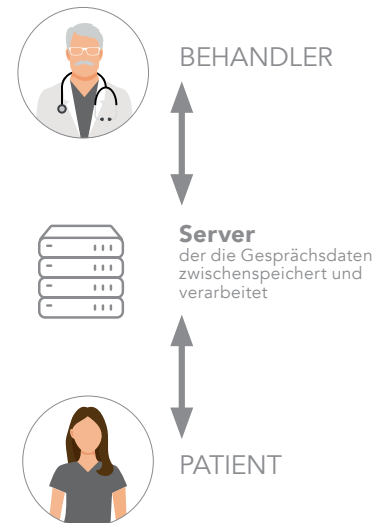 BEHANDLER
Server
der die Gesprächsdaten
zwischenspeichert und
verarbeitet
PATIENT